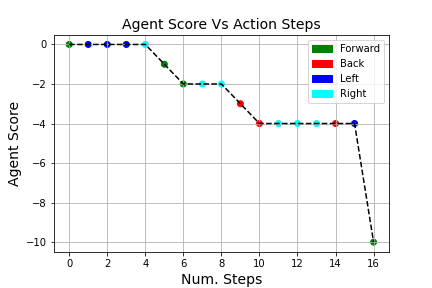 Agent Score Vs Action Steps
0
−2
−4
−6
−8
−10
Agent Score
Forward
Back
Left
Right
0 2 4 6 8 10 12 14 16
Num. Steps